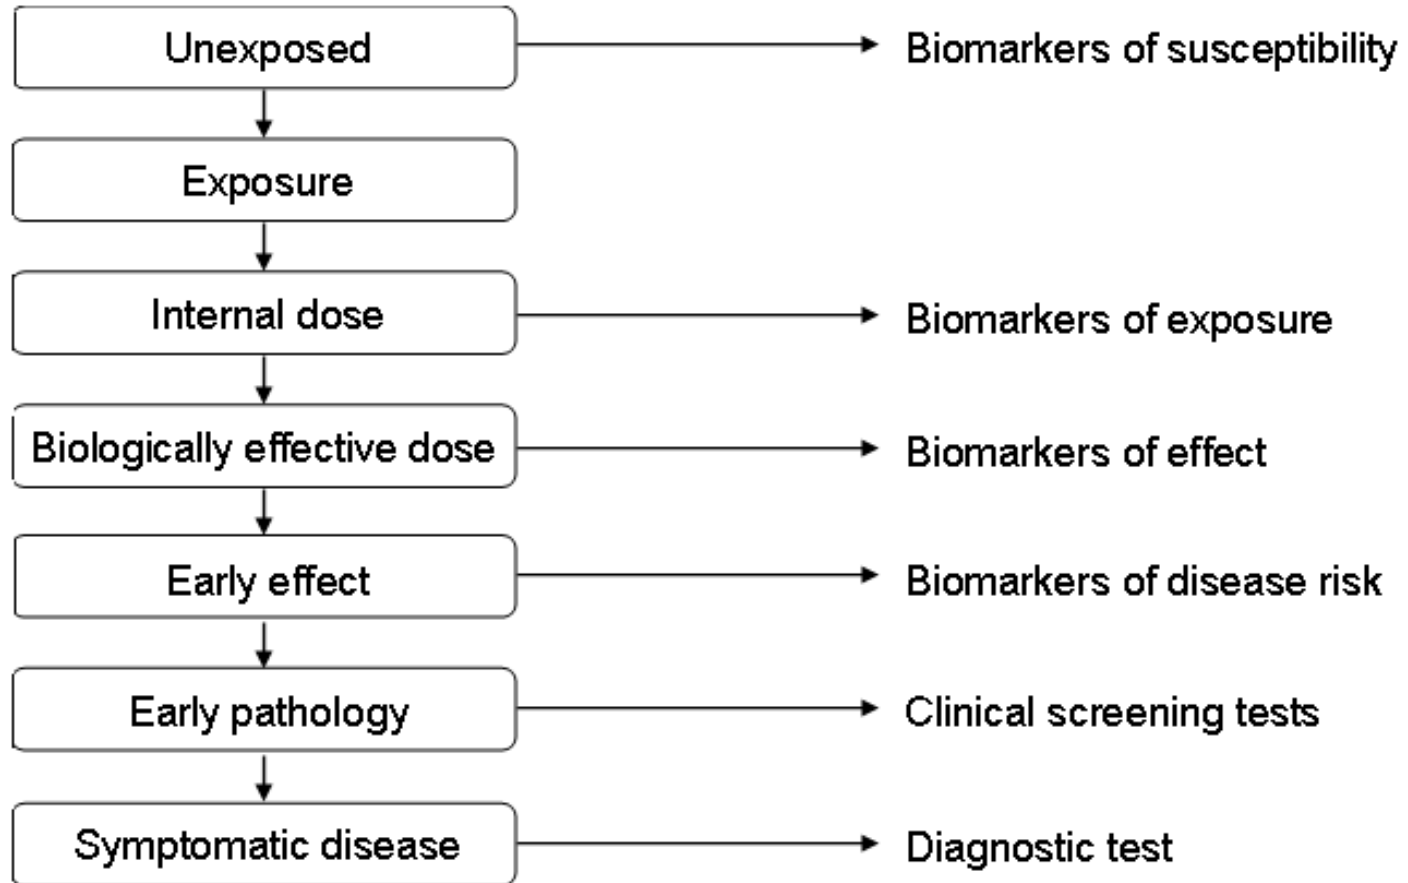 Unexposed
Biomarkers of susceptibility
Exposure
Internal dose
Biomarkers of exposure
Biologically effective dose
Biomarkers of effect
Early effect
Biomarkers of disease risk
Early pathology
Clinical screening tests
Symptomatic disease
Diagnostic test